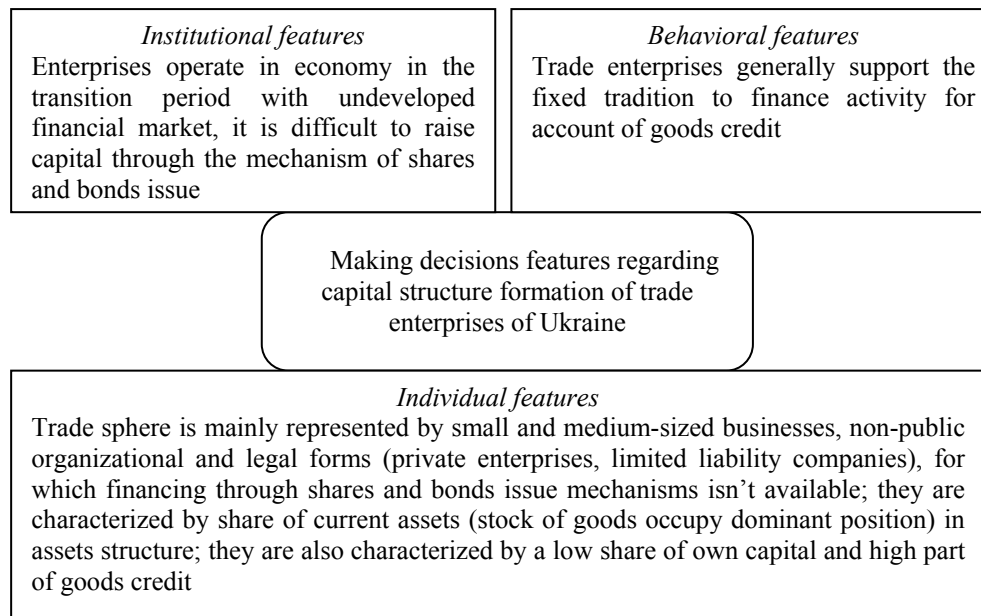 Institutional features
Enterprises operate in economy in the
transition period with undeveloped
financial market, it is difficult to raise
capital through the mechanism of shares
and bonds issue
Behavioral features
Trade enterprises generally support the
fixed tradition to finance activity for
account of goods credit
Making decisions features regarding
capital structure formation of trade
enterprises of Ukraine
Individual features
Trade sphere is mainly represented by small and medium-sized businesses, non-public
organizational and legal forms (private enterprises, limited liability companies), for
which financing through shares and bonds issue mechanisms isn’t available; they are
characterized by share of current assets (stock of goods occupy dominant position) in
assets structure; they are also characterized by a low share of own capital and high part
of goods credit